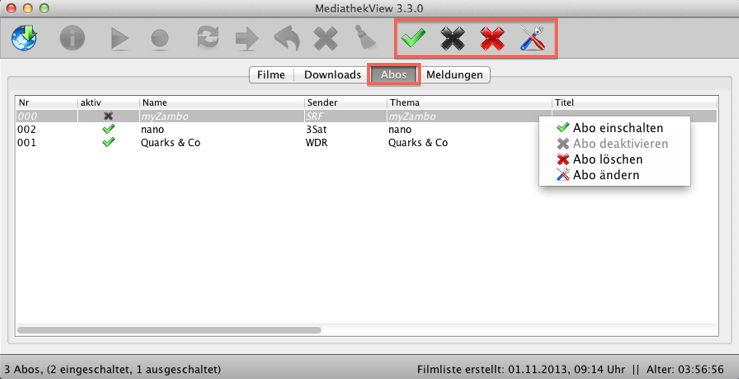 MediathekView 3.3.0
Filme Downloads Abos Meldungen
Nr aktiv Name Sender Thema Titel
000 myZambo SRF myZambo
002 nano 3Sat nano
001 Quarks & Co WDR Quarks & Co
Abo einschalten
Abo deaktivieren
Abo löschen
Abo ändern
3 Abos, (2 eingeschaltet, 1 ausgeschaltet) Filmliste erstellt: 01.11.2013, 09:14 Uhr || Alter: 03:56:56